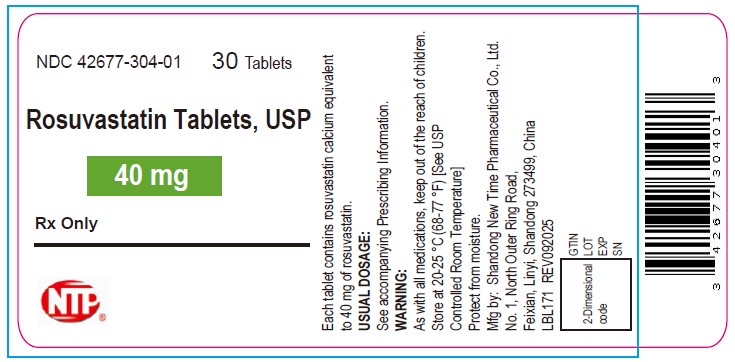 NDC 42677-304-01 30 Tablets
Rosuvastatin Tablets, USP
40 mg
Rx Only
NTP®
Each tablet contains rosuvastatin calcium equivalent
to 40 mg of rosuvastatin.
USUAL DOSAGE:
See accompanying Prescribing Information.
WARNING:
As with all medications, keep out of the reach of children.
Store at 20-25 °C (68-77 °F) [See USP
Controlled Room Temperature]
Protect from moisture.
Mfg by: Shandong New Time Pharmaceutical Co., Ltd.
No. 1, North Outer Ring Road,
Feixian, Linyi, Shandong 273499, China
LBL171 REV092025
2-Dimensional
code
GTIN
LOT
EXP
SN
3 42677 30401 3